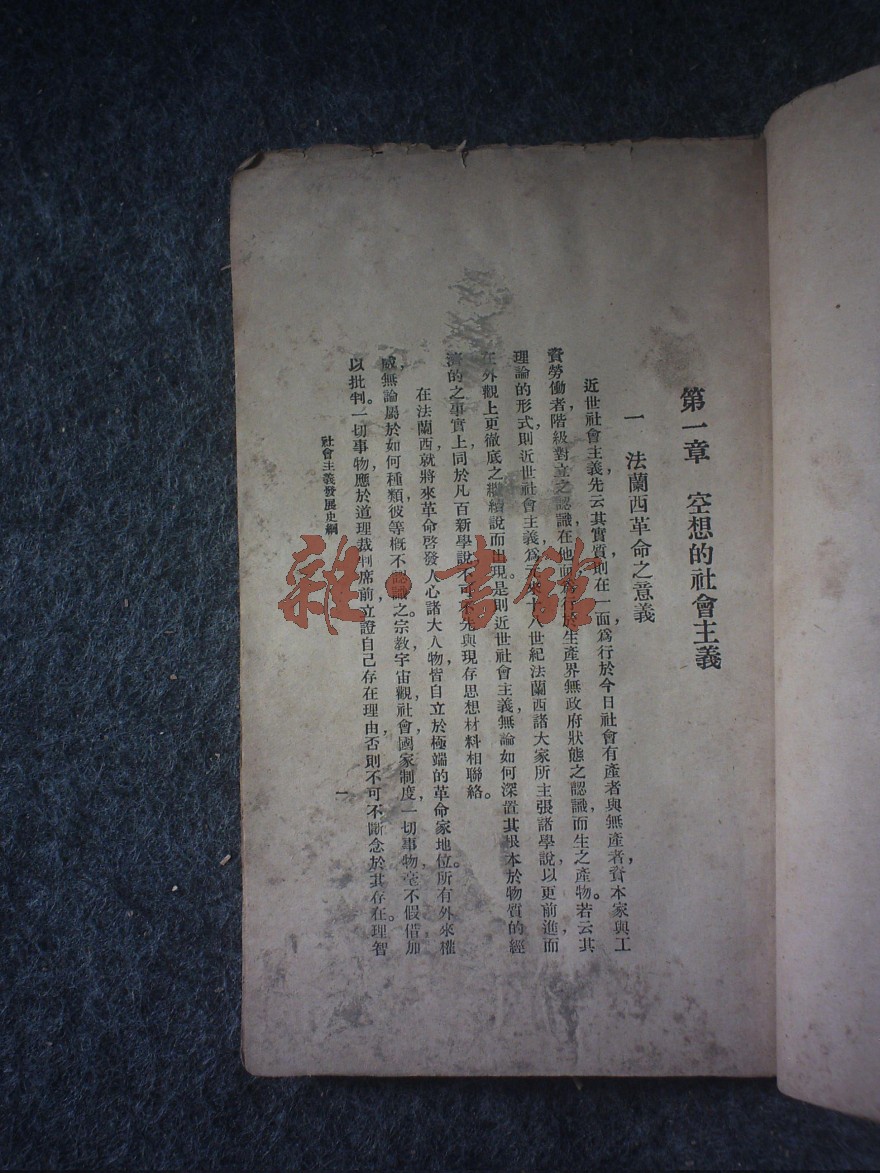 第一章　空想的社會主義
一　法蘭西革命之意義
近世社會主義，先云其實質，則在一面爲行於今日社會有產者與無產者，資本家與工
資勞働者階級對立之認識，在他面爲行於生產界無政府狀態之認識，而生之產物。若云其
理論的形式，則近世社會主義，爲元來十八世紀法蘭西諸大家所主張諸學說，以更前進而
在外觀上更徹底之繼續說而出現。是則近世社會主義，無論如何深置其根本於物質的經
濟的之事實上，同於凡百新學說，不可不先與現存思想材料相聯絡。
在法蘭西，就將來革命啓發人心諸大人物，皆自立於極端的革命家地位。所有外來權
威，無論屬於如何種類，彼等槪不認識之。宗教，宇宙觀，社會，國家制度，一切事物，毫不假借，加
以批判。一切事物，應於道理裁判席前，立證自己存在理由，否則不可不斷念於其存在。理智
社會主義發展史綱
一
雜·書館